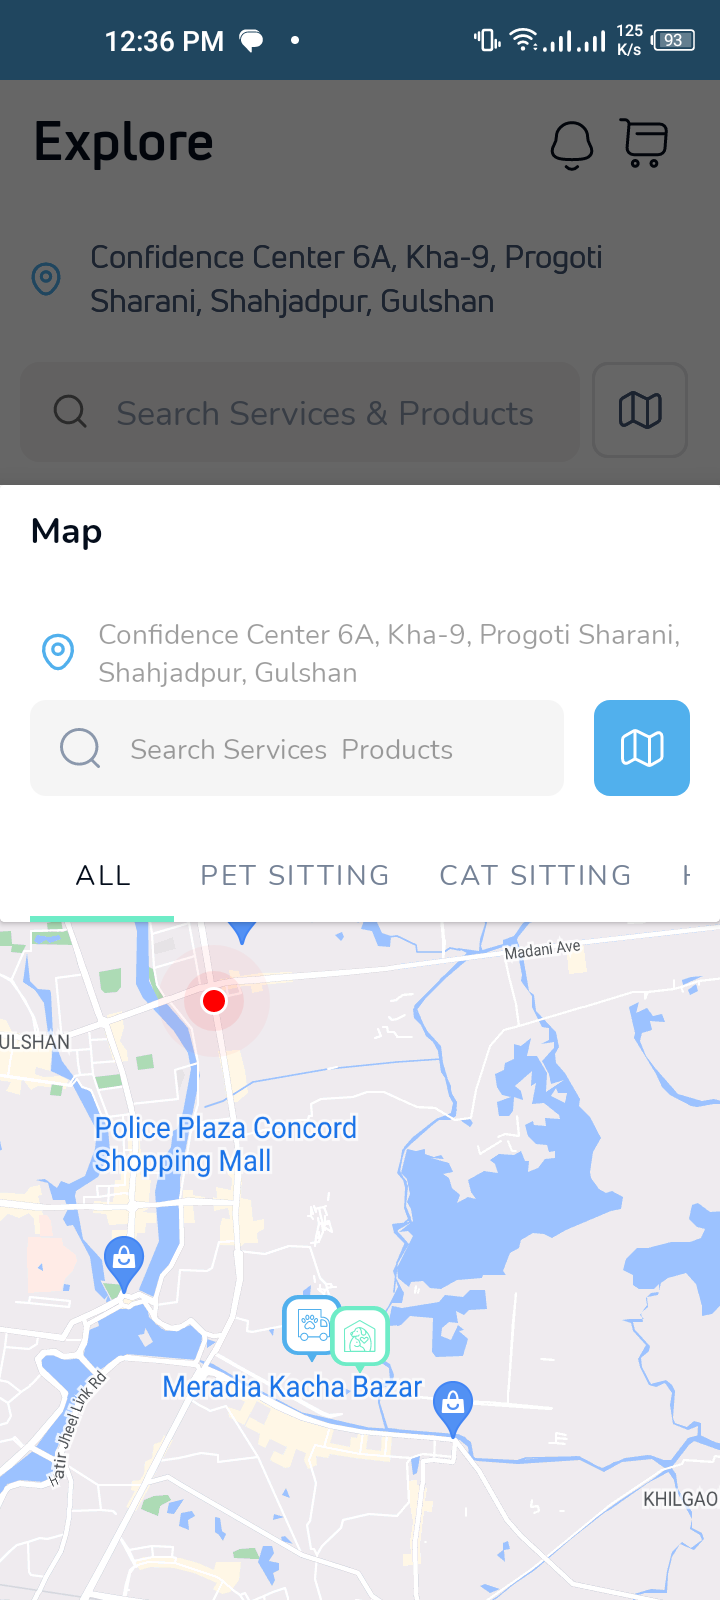 12:36 PM
125
K/s
93
Explore
Confidence Center 6A, Kha-9, Progoti
Sharani, Shahjadpur, Gulshan
Search Services & Products
Map
Confidence Center 6A, Kha-9, Progoti Sharani,
Shahjadpur, Gulshan
Search Services  Products
ALL
PET SITTING
CAT SITTING
Madani Ave
ULSHAN
Police Plaza Concord
Shopping Mall
Meradia Kacha Bazar
Hatir Jheel Link Rd
KHILGAO